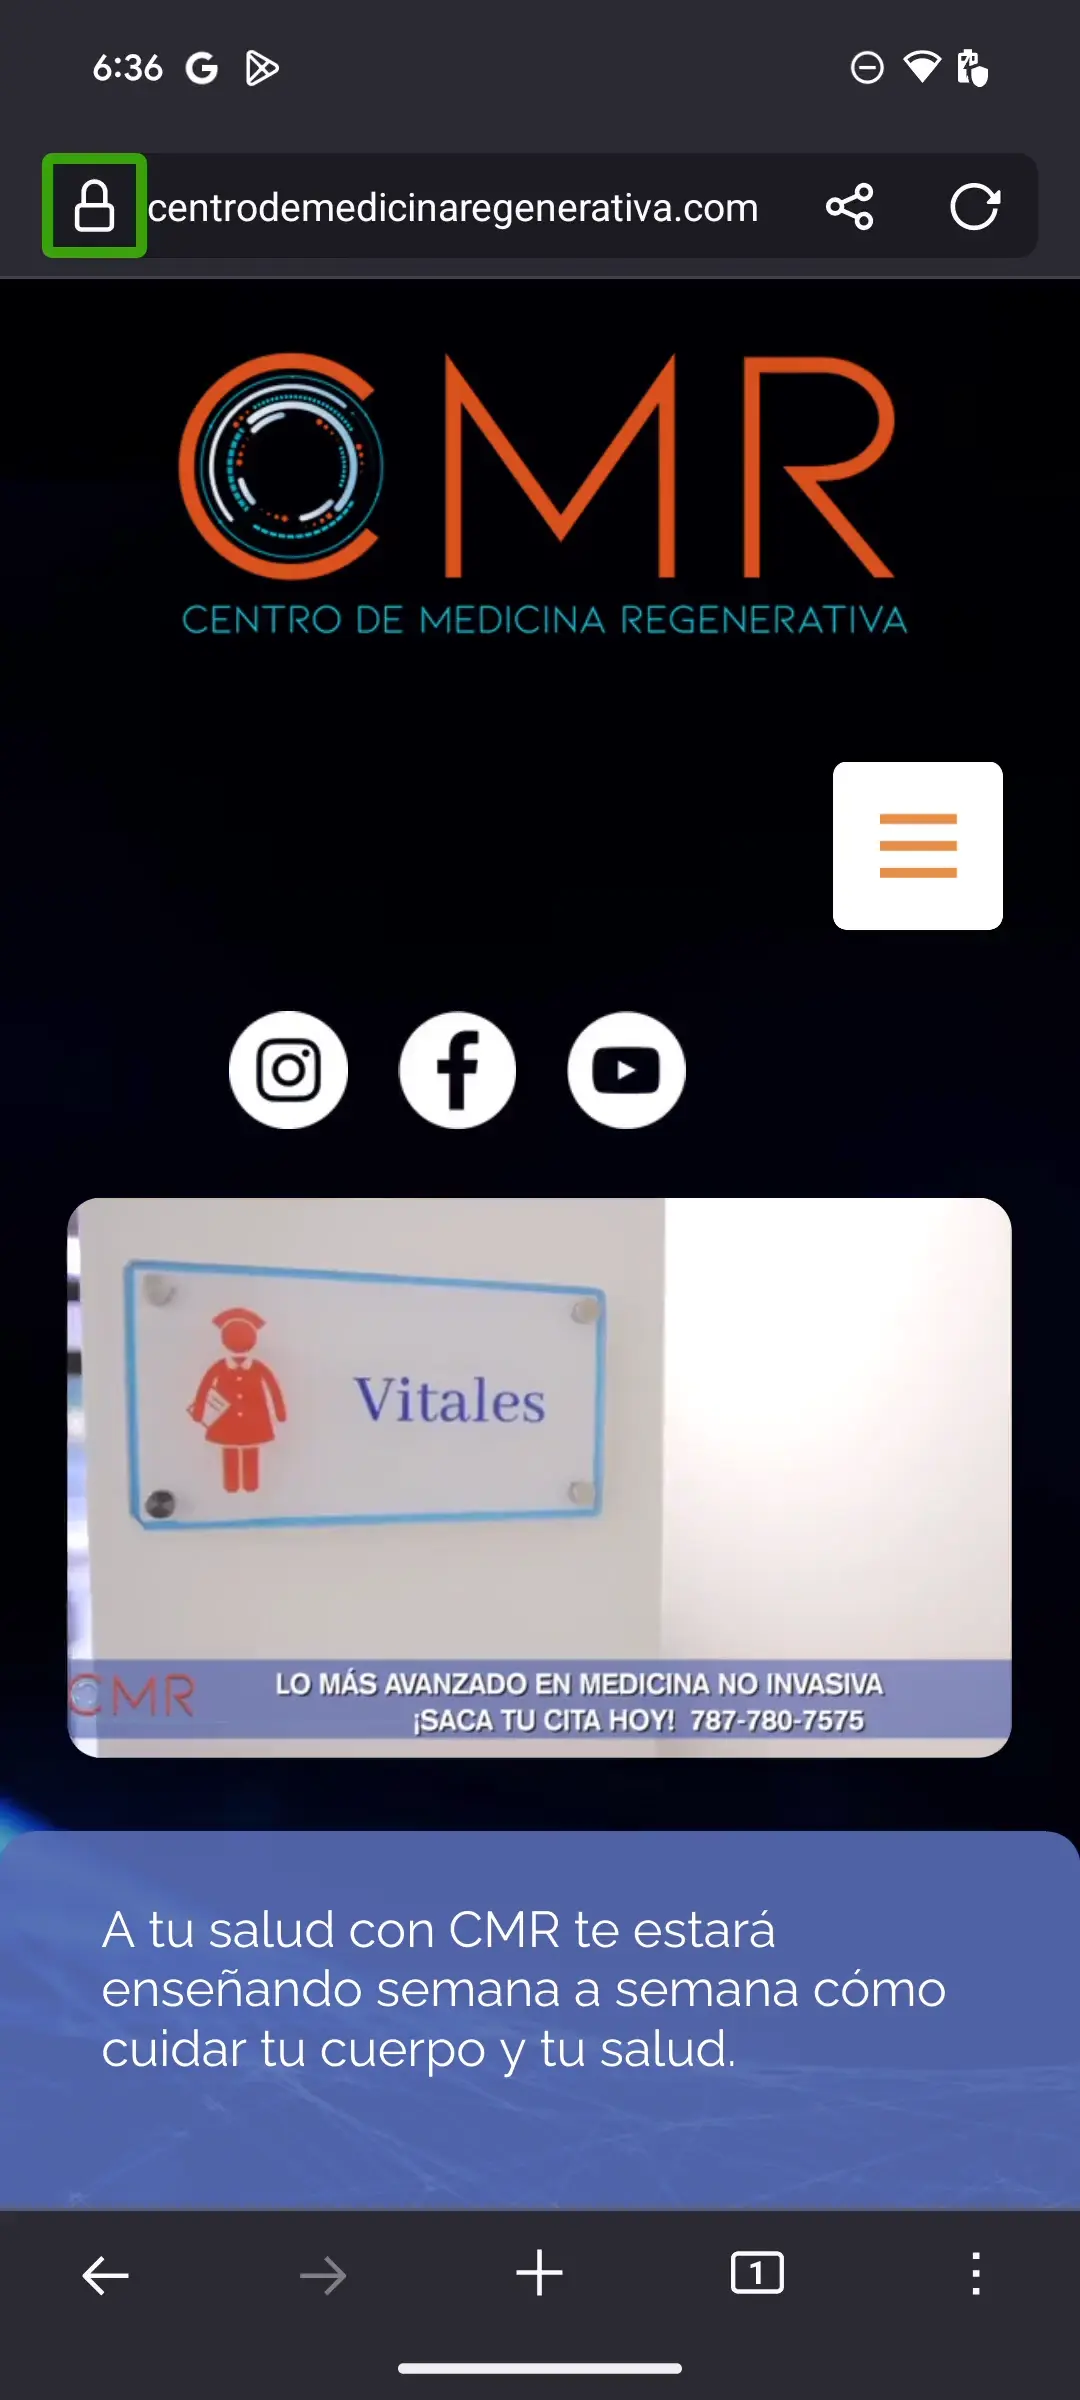 6:36
centrodemedicinaregenerativa.com
CMR
CENTRO DE MEDICINA REGENERATIVA
Vitales
CMR
LO MÁS AVANZADO EN MEDICINA NO INVASIVA
¡SACA TU CITA HOY! 787-780-7575
A tu salud con CMR te estará
enseñando semana a semana cómo
cuidar tu cuerpo y tu salud.
1